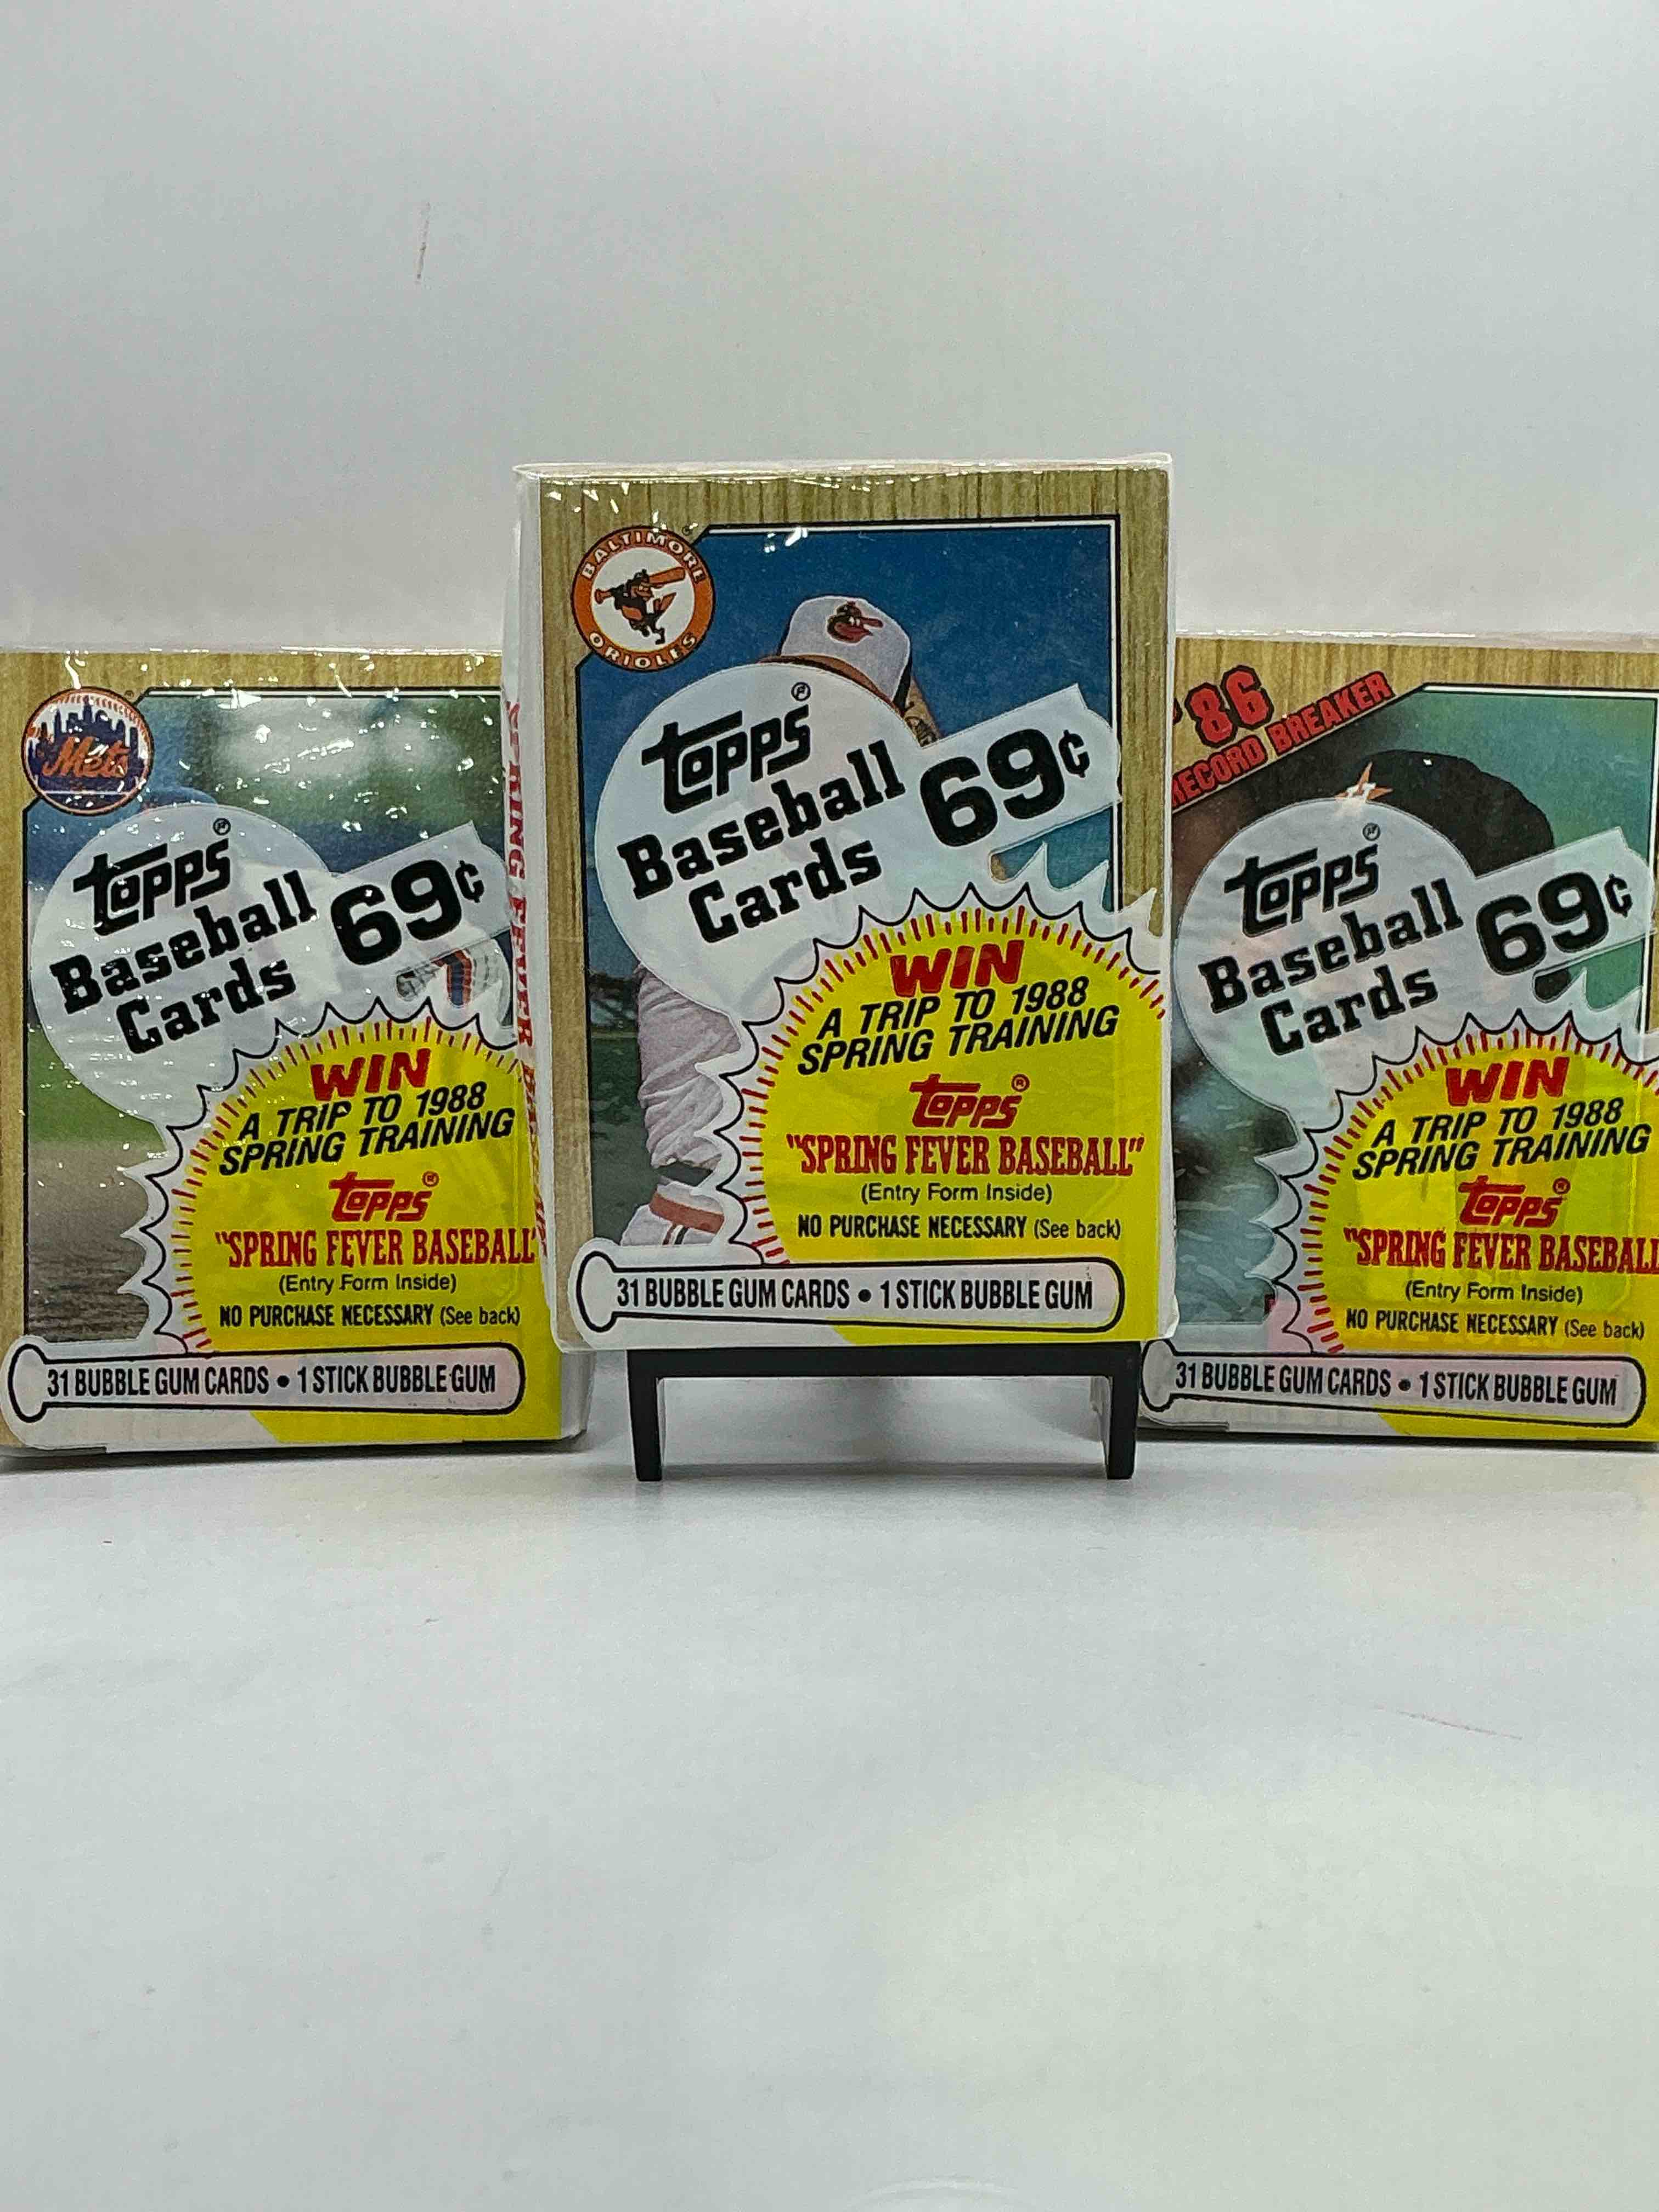 Mets
Topps
Baseball
Cards
69¢
WIN
A TRIP TO 1988
SPRING TRAINING
Topps®
"SPRING FEVER BASEBALL"
(Entry Form Inside)
NO PURCHASE NECESSARY (See back)
31 BUBBLE GUM CARDS • 1 STICK BUBBLE GUM
SPRING FEVER
BALTIMORE
ORIOLES
Topps
Baseball
Cards
69¢
WIN
A TRIP TO 1988
SPRING TRAINING
Topps®
"SPRING FEVER BASEBALL"
(Entry Form Inside)
NO PURCHASE NECESSARY (See back)
31 BUBBLE GUM CARDS • 1 STICK BUBBLE GUM
'86
RECORD BREAKER
Topps
Baseball
Cards
69¢
WIN
A TRIP TO 1988
SPRING TRAINING
Topps®
"SPRING FEVER BASEBALL
(Entry Form Inside)
NO PURCHASE NECESSARY (See back)
31 BUBBLE GUM CARDS • 1 STICK BUBBLE GUM